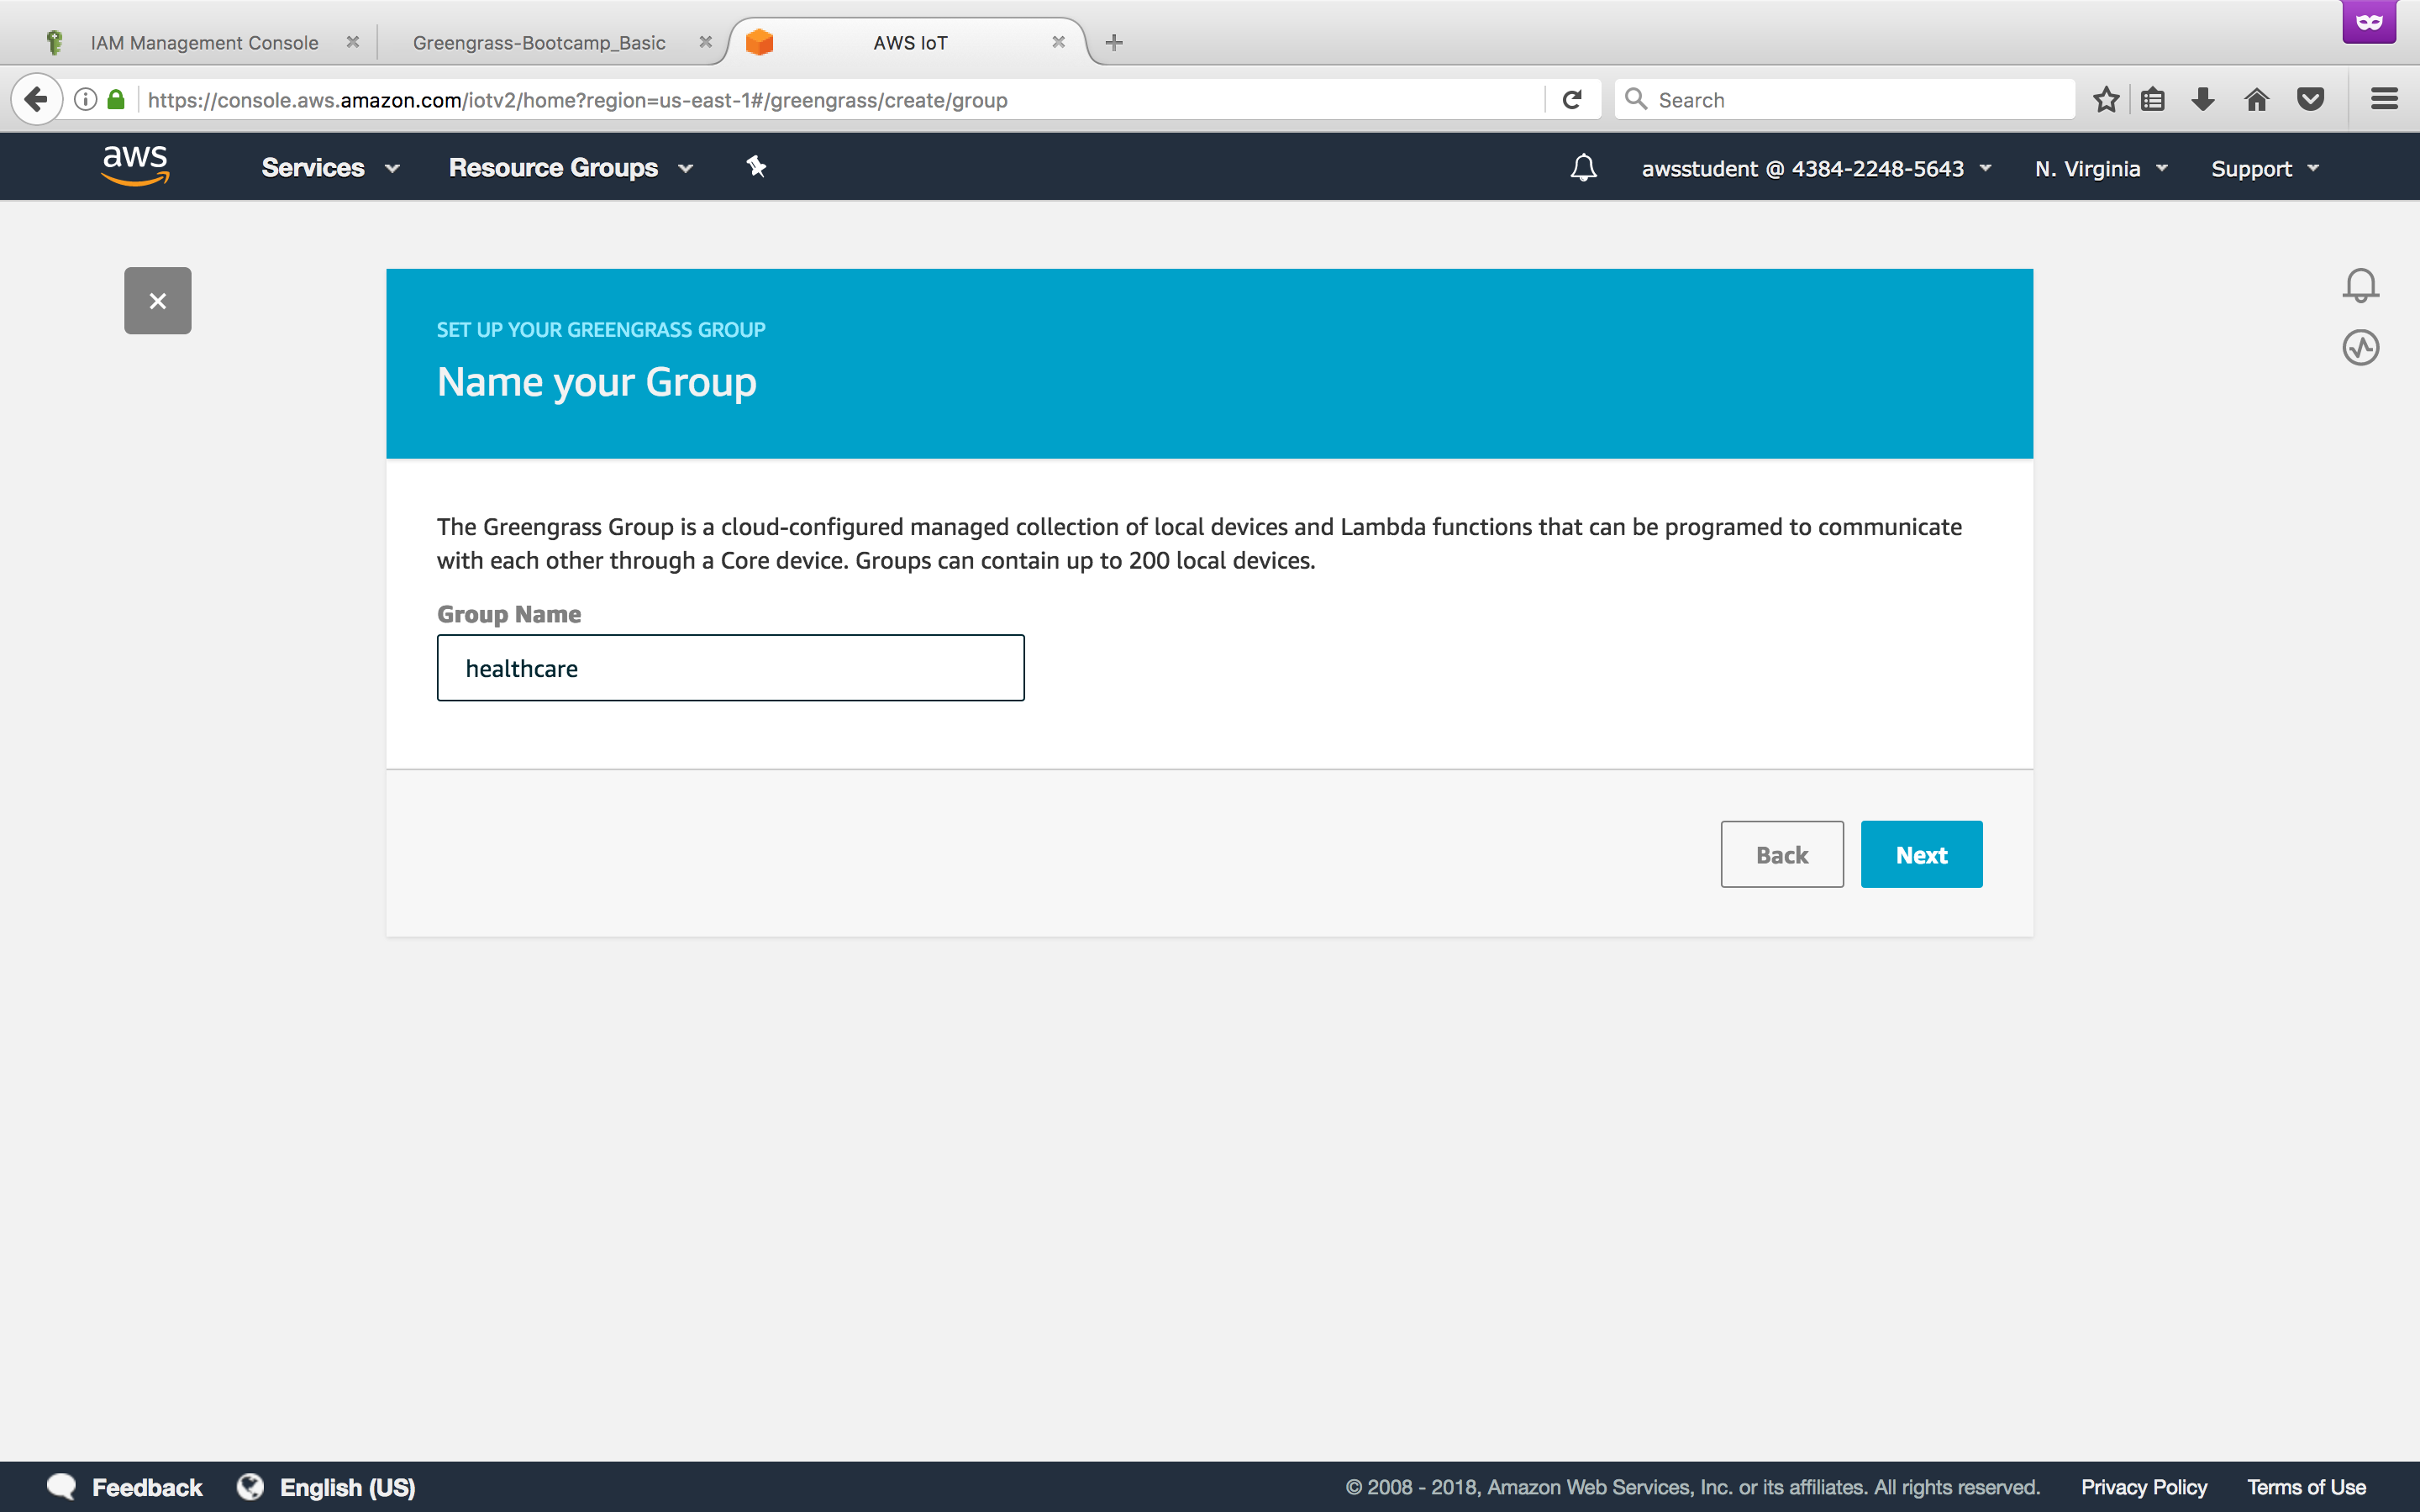 IAM Management Console
Greengrass-Bootcamp_Basic
AWS IoT
https://console.aws.amazon.com/iotv2/home?region=us-east-1#/greengrass/create/group
Search
aws
Services
Resource Groups
awsstudent @ 4384-2248-5643
N. Virginia
Support
SET UP YOUR GREENGRASS GROUP
Name your Group
The Greengrass Group is a cloud-configured managed collection of local devices and Lambda functions that can be programed to communicate
with each other through a Core device. Groups can contain up to 200 local devices.
Group Name
healthcare
Back
Next
Feedback
English (US)
© 2008 - 2018, Amazon Web Services, Inc. or its affiliates. All rights reserved.
Privacy Policy
Terms of Use